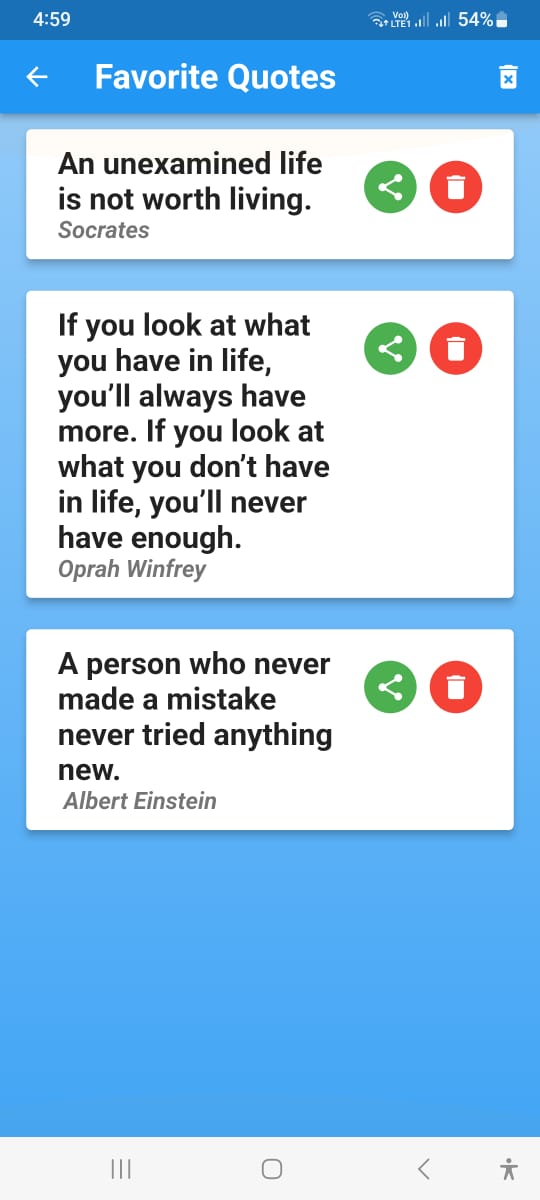 4:59
Vo)) LTE1 54%
Favorite Quotes
An unexamined life
is not worth living.
Socrates
If you look at what
you have in life,
you’ll always have
more. If you look at
what you don’t have
in life, you’ll never
have enough.
Oprah Winfrey
A person who never
made a mistake
never tried anything
new.
Albert Einstein